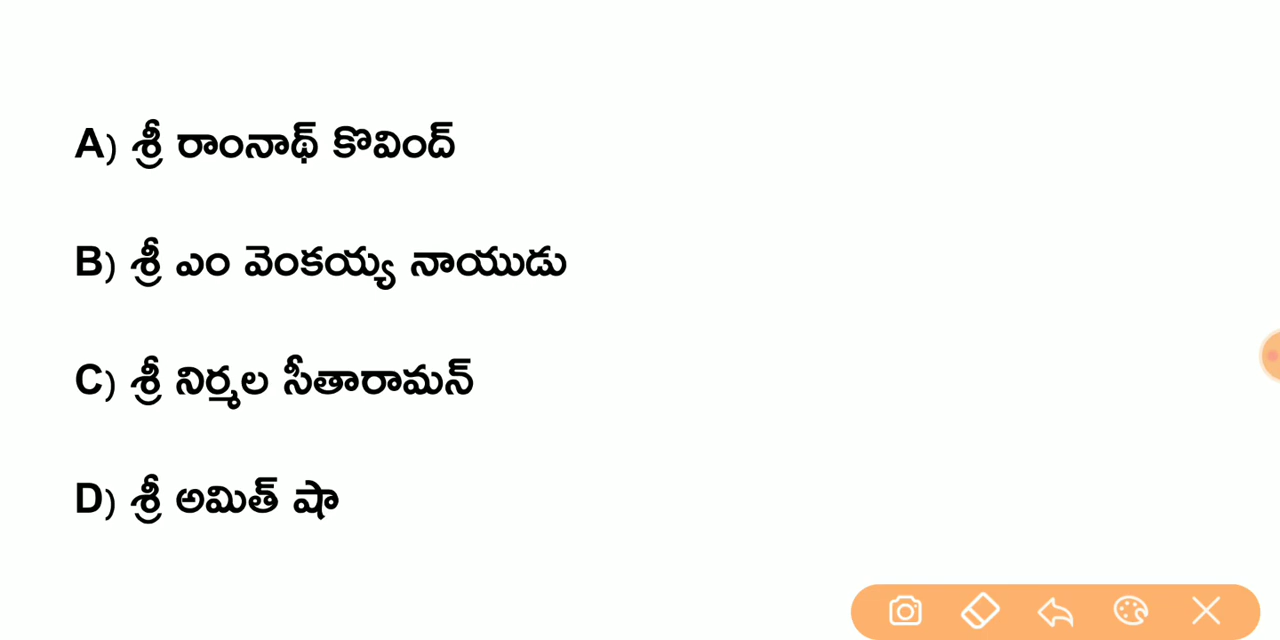 A) శ్రీ రాంనాథ్ కొవింద్
B) శ్రీ ఎం వెంకయ్య నాయుడు
C) శ్రీ నిర్మల సీతారామన్
D) శ్రీ అమిత్ షా